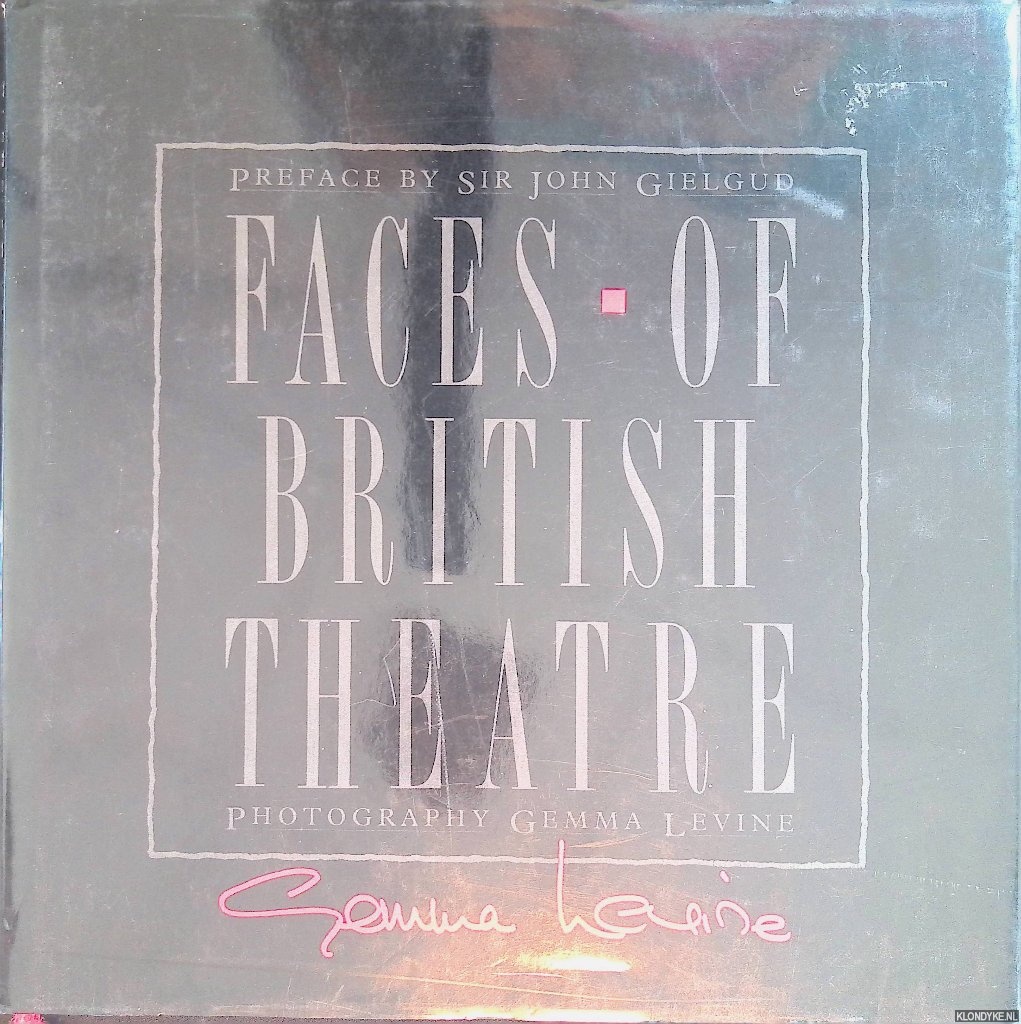 PREFACE BY SIR JOHN GIELGUD
FACES OF
BRITISH
THEATRE
PHOTOGRAPHY GEMMA LEVINE
Gemma Levine
KLONDYKE.NL